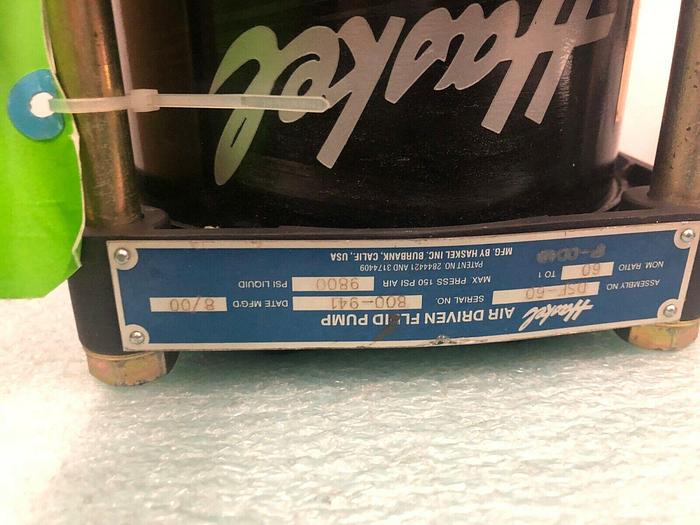 Haskel
Haskel AIR DRIVEN FLUID PUMP
ASSEMBLY NO. DSF-60 SERIAL NO. 800-941 DATE MFG'D 8/00
NOM. RATIO 60 TO 1 MAX. PRESS 150 PSI AIR 9800 PSI LIQUID
PATENT NO 284421 AND 3174409
MFG. BY HASKEL INC. BURBANK, CALIF., USA